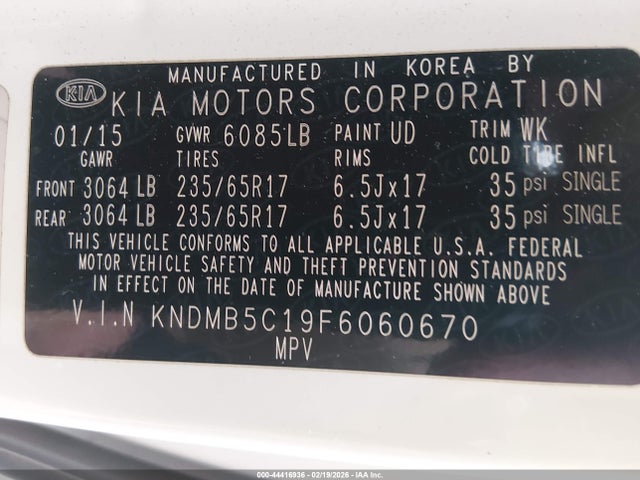 MANUFACTURED IN KOREA BY
KIA KIA MOTORS CORPORATION
01/15 GVWR 6085LB PAINT UD TRIM WK
GAWR TIRES RIMS COLD TIRE INFL
FRONT 3064 LB 235/65R17 6.5Jx17 35 psi SINGLE
REAR 3064 LB 235/65R17 6.5Jx17 35 psi SINGLE
THIS VEHICLE CONFORMS TO ALL APPLICABLE U.S.A. FEDERAL
MOTOR VEHICLE SAFETY AND THEFT PREVENTION STANDARDS
IN EFFECT ON THE DATE OF MANUFACTURE SHOWN ABOVE
V.I.N KNDMB5C19F6060670
MPV
000-44416936 - 02/19/2026 - IAA Inc.